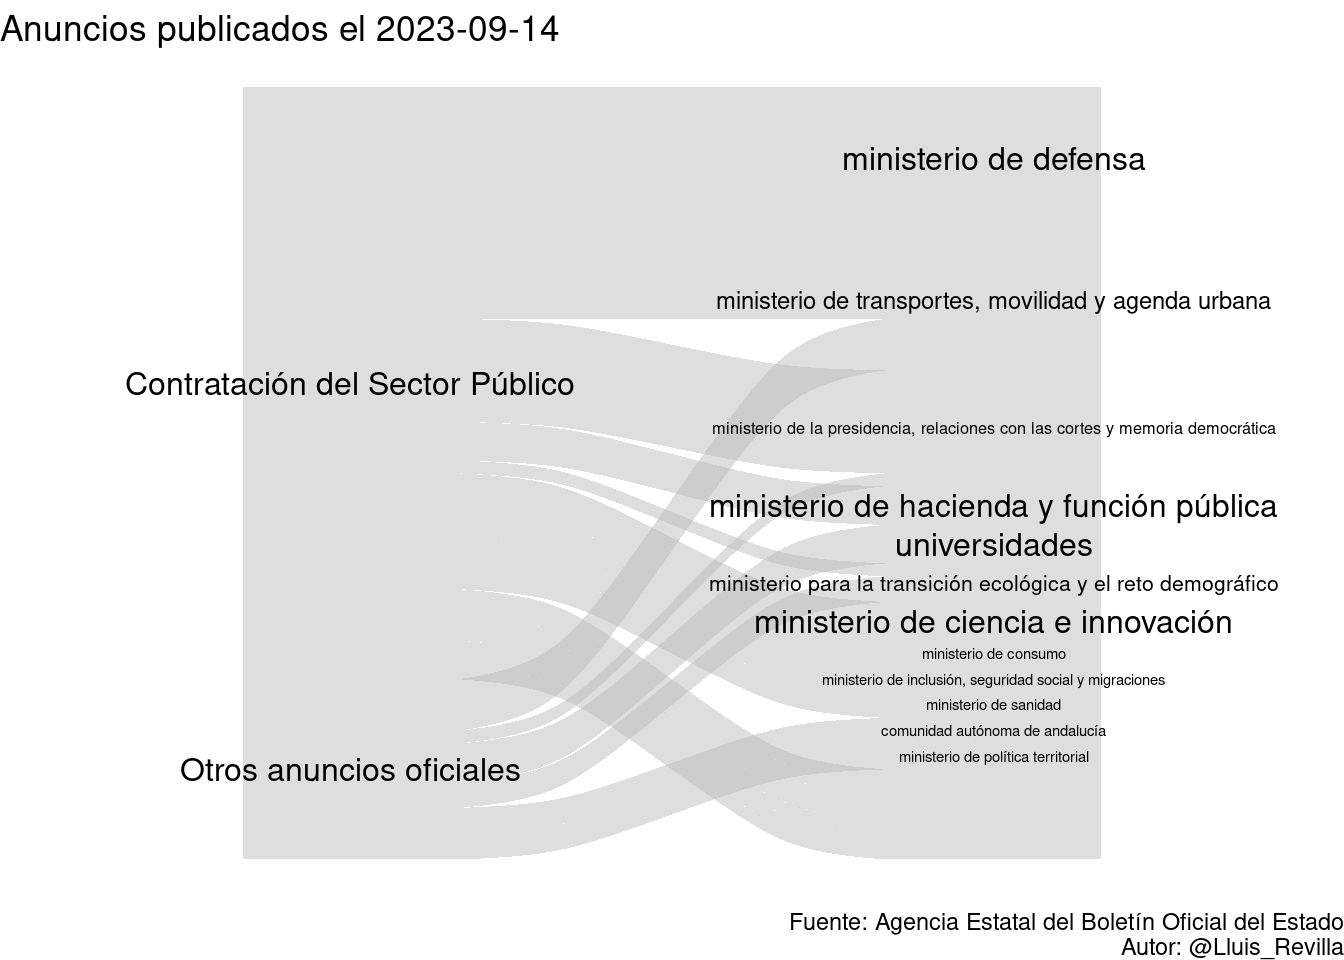 Anuncios publicados el 2023-09-14
ministerio de defensa
ministerio de transportes, movilidad y agenda urbana
Contratación del Sector Público
ministerio de la presidencia, relaciones con las cortes y memoria democrática
ministerio de hacienda y función pública
universidades
ministerio para la transición ecológica y el reto demográfico
ministerio de ciencia e innovación
ministerio de consumo
ministerio de inclusión, seguridad social y migraciones
ministerio de sanidad
comunidad autónoma de andalucía
ministerio de política territorial
Otros anuncios oficiales
Fuente: Agencia Estatal del Boletín Oficial del Estado
Autor: @Lluis_Revilla